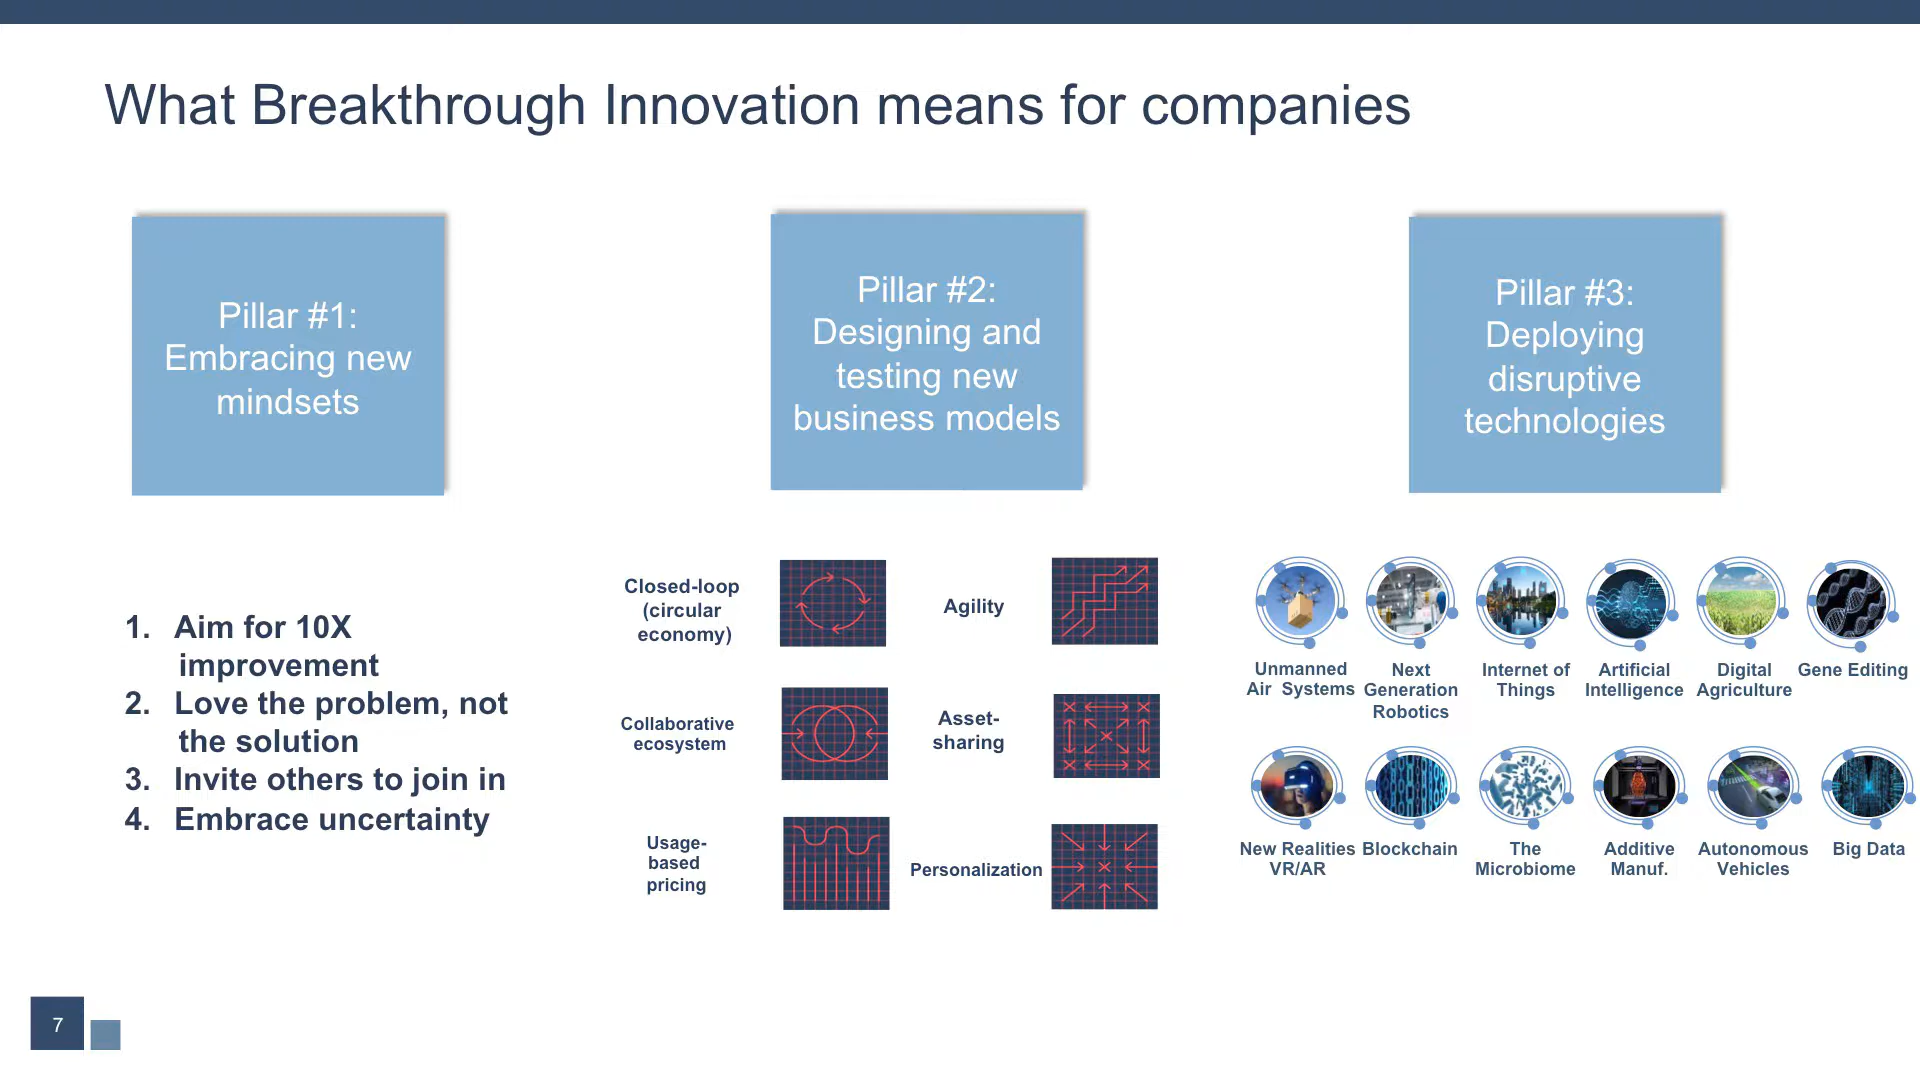 What Breakthrough Innovation means for companies
Pillar #1:
Embracing new
mindsets
Pillar #2:
Designing and
testing new
business models
Pillar #3:
Deploying
disruptive
technologies
1. Aim for 10X
improvement
2. Love the problem, not
the solution
3. Invite others to join in
4. Embrace uncertainty
Closed-loop
(circular
economy)
Agility
Collaborative
ecosystem
Asset-
sharing
Usage-
based
pricing
Personalization
Unmanned
Air Systems
Next
Generation
Robotics
Internet of
Things
Artificial
Intelligence
Digital
Agriculture
Gene Editing
New Realities
VR/AR
Blockchain
The
Microbiome
Additive
Manuf.
Autonomous
Vehicles
Big Data
7